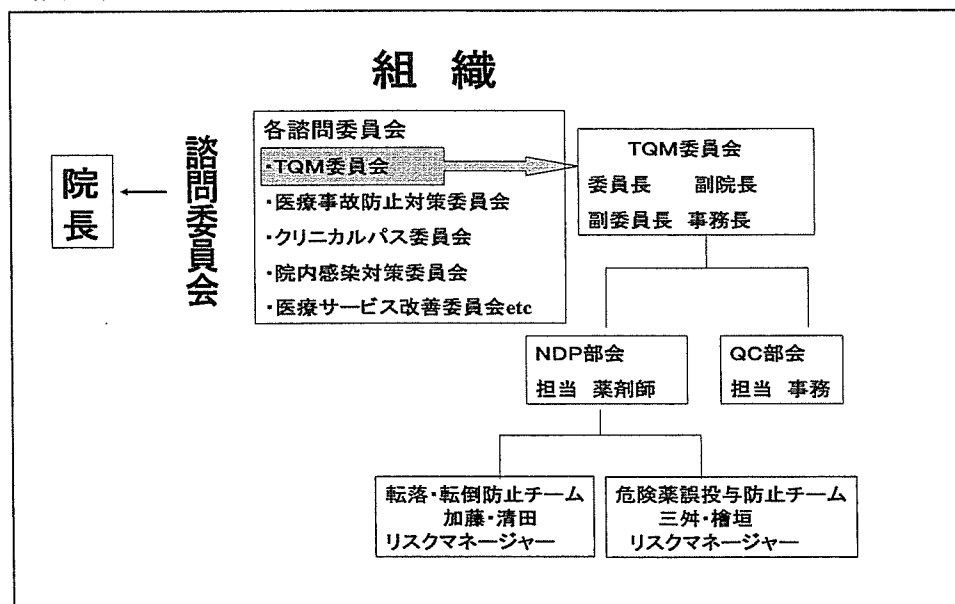 組 織
院長
諮問委員会
各諮問委員会
・TQM委員会
・医療事故防止対策委員会
・クリニカルパス委員会
・院内感染対策委員会
・医療サービス改善委員会etc
TQM委員会
委員長 副院長
副委員長 事務長
NDP部会
担当 薬剤師
QC部会
担当 事務
転落・転倒防止チーム
加藤・清田
リスクマネージャー
危険薬誤投与防止チーム
三舛・檜垣
リスクマネージャー